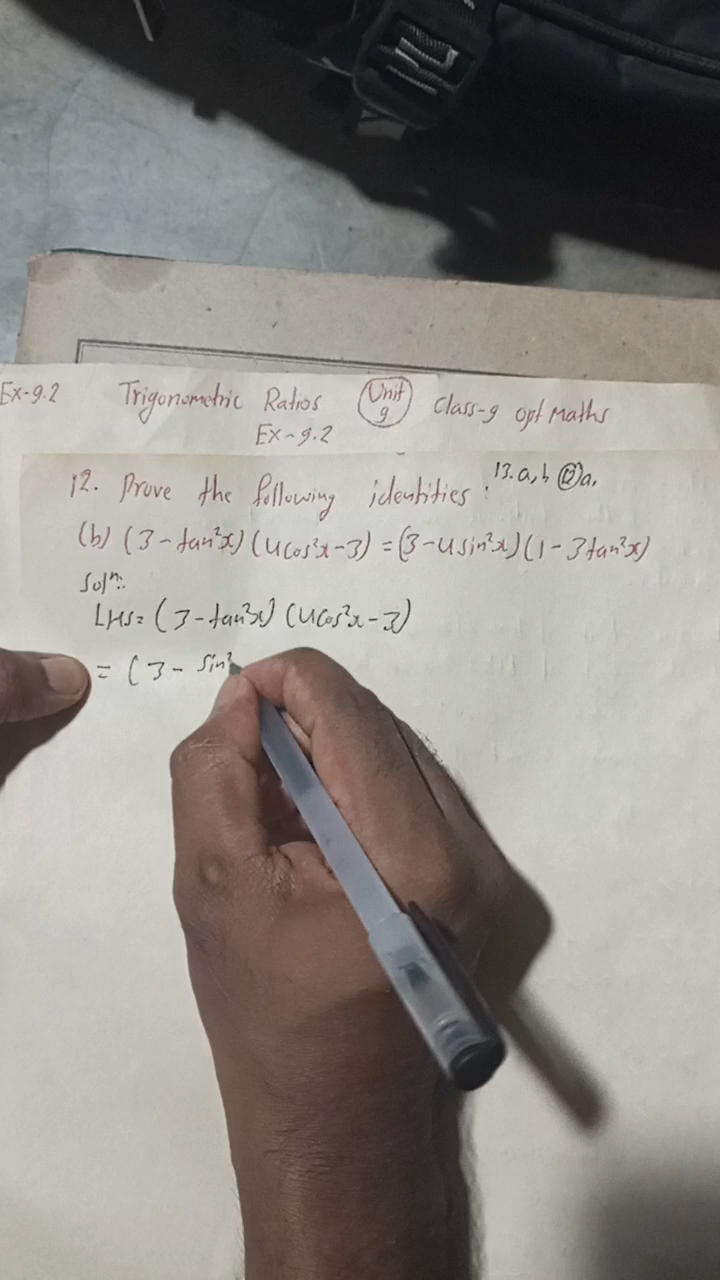 Ex-9.2 Trigonometric Ratios Unit 9 Class-9 opt Maths
Ex-9.2
12. Prove the following identities: 13. a, b ⑫a,
(b) (3-tan²x)(4cos²x-3) = (3-4sin²x)(1-3tan²x)
Solⁿ:
LHS = (3-tan²x) (4cos²x-3)
= (3 - sin²